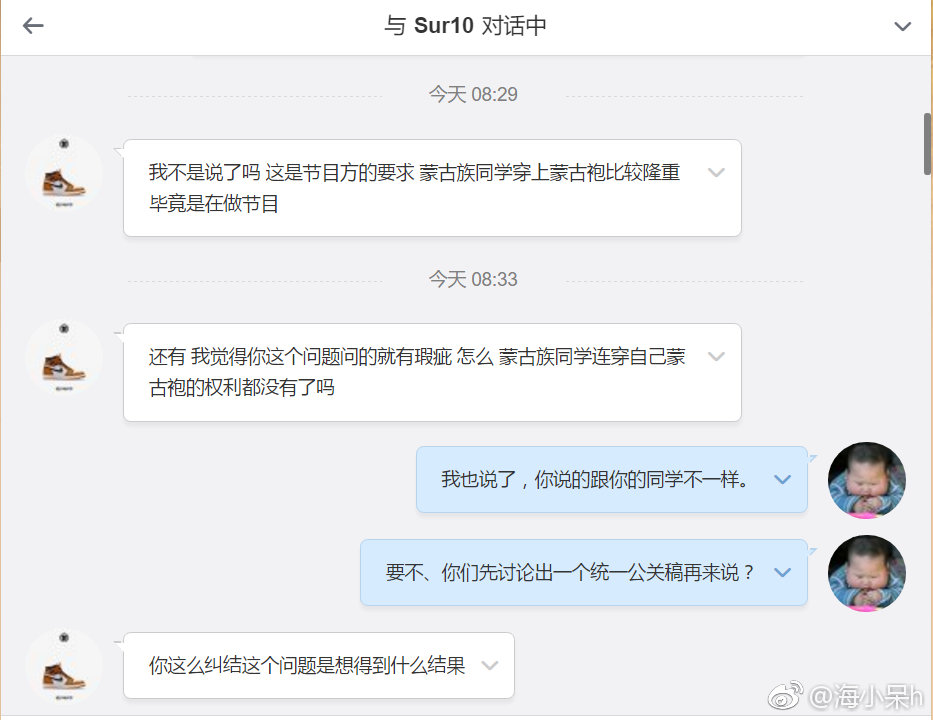 与 Sur10 对话中
今天 08:29
我不是说了吗 这是节目方的要求 蒙古族同学穿上蒙古袍比较隆重
毕竟是在做节目
今天 08:33
还有 我觉得你这个问题问的就有瑕疵 怎么 蒙古族同学连穿自己蒙
古袍的权利都没有了吗
我也说了，你说的跟你的同学不一样。
要不、你们先讨论出一个统一公关稿再来说？
你这么纠结这个问题是想得到什么结果
@海小呆h